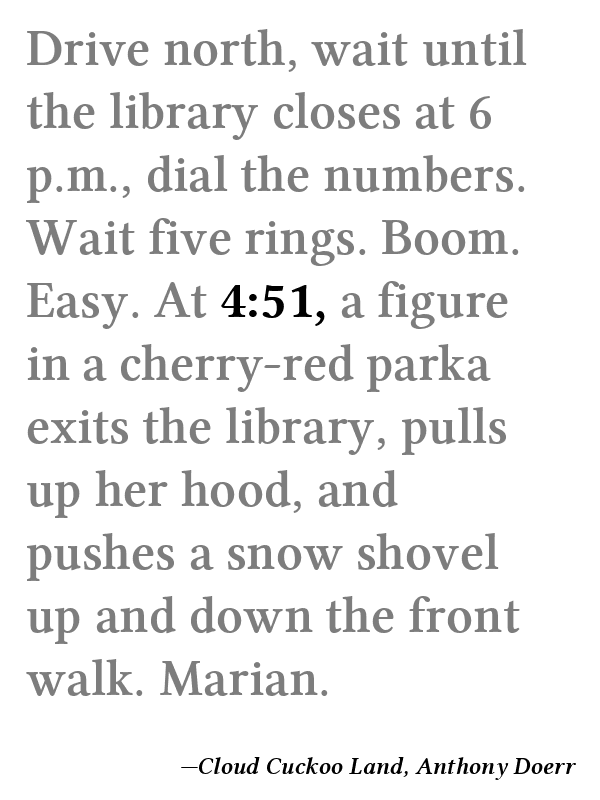 Drive north, wait until
the library closes at 6
p.m., dial the numbers.
Wait five rings. Boom.
Easy. At 4:51, a figure
in a cherry-red parka
exits the library, pulls
up her hood, and
pushes a snow shovel
up and down the front
walk. Marian.
—Cloud Cuckoo Land, Anthony Doerr